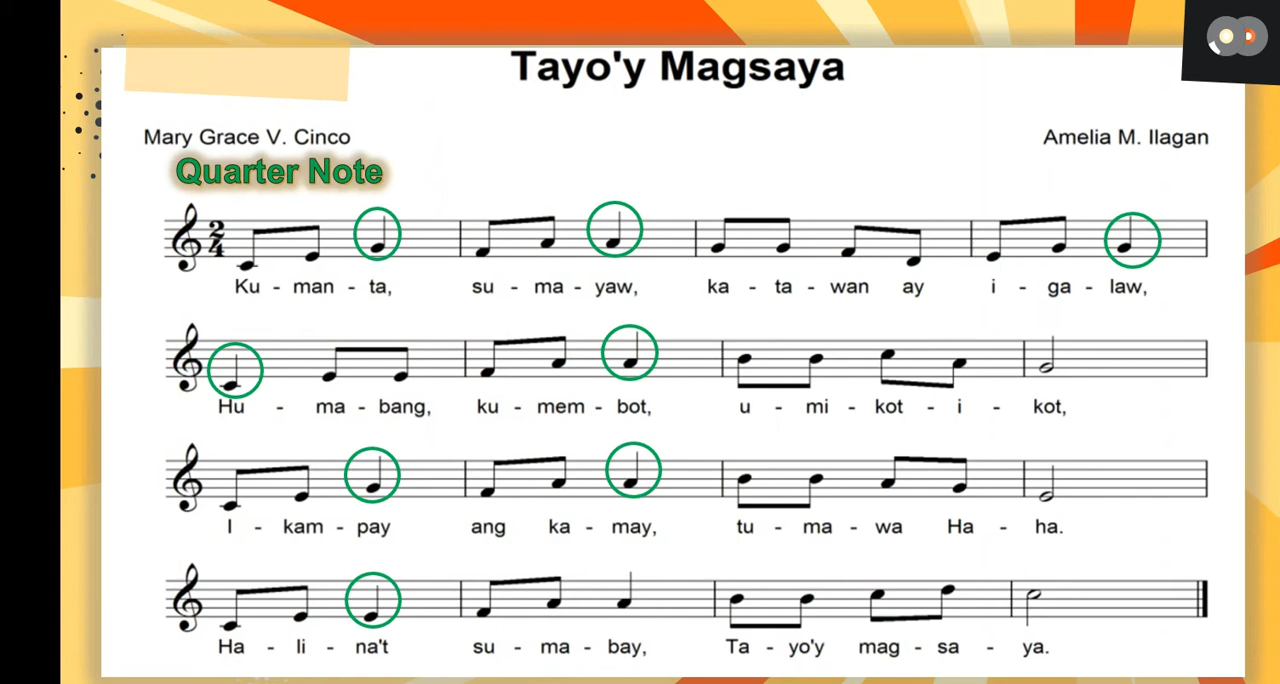 Tayo'y Magsaya
Mary Grace V. Cinco
Amelia M. Ilagan
Quarter Note
2
4
Ku - man - ta, su - ma - yaw, ka - ta - wan ay i - ga - law,
Hu - ma - bang, ku - mem - bot, u - mi - kot - i - kot,
I - kam - pay ang ka - may, tu - ma - wa Ha - ha.
Ha - li - na't su - ma - bay, Ta - yo'y mag - sa - ya.